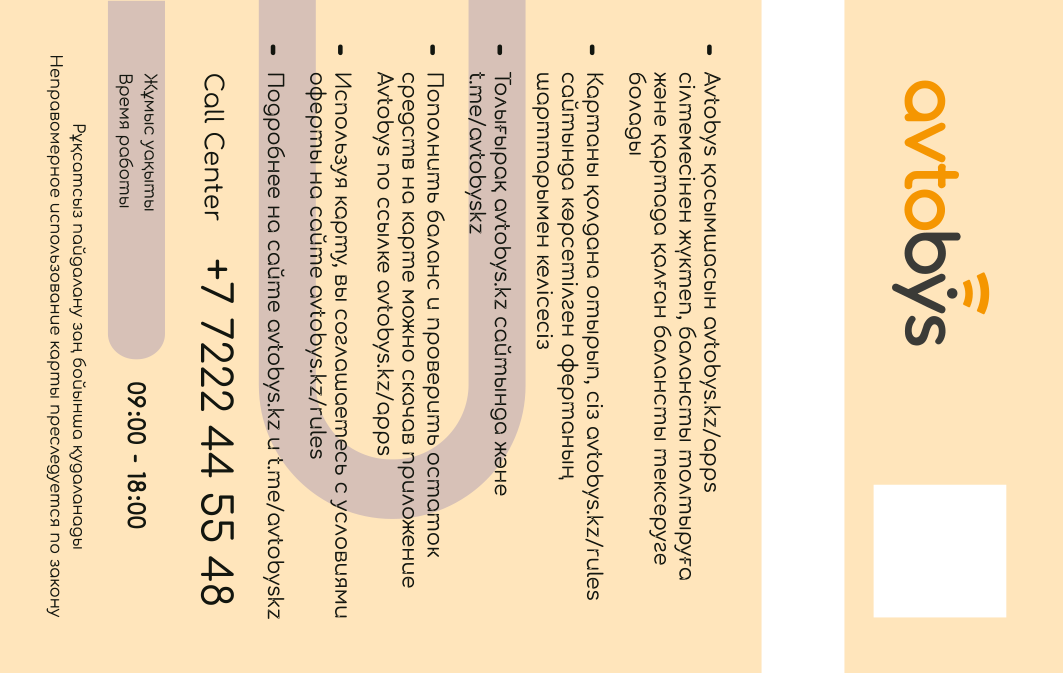 avtobys
- Avtobys қосымшасын avtobys.kz/apps
сілтемесінен жүктеп, балансты толтыруға
және картада қалған балансты тексеруге
болады
- Картаны қолдана отырып, сіз avtobys.kz/rules
сайтында көрсетілген офертаның
шарттарымен келісесіз
- Толығырақ avtobys.kz сайтында және
t.me/avtobyskz
- Пополнить баланс и проверить остаток
средств на карте можно скачав приложение
Avtobys по ссылке avtobys.kz/apps
- Используя карту, вы соглашаетесь с условиями
оферты на сайте avtobys.kz/rules
- Подробнее на сайте avtobys.kz и t.me/avtobyskz
Call Center +7 7222 44 55 48
Жұмыс уақыты
Время работы
09:00 - 18:00
Рұқсатсыз пайдалану заң бойынша қудаланады
Неправомерное использование карты преследуется по закону